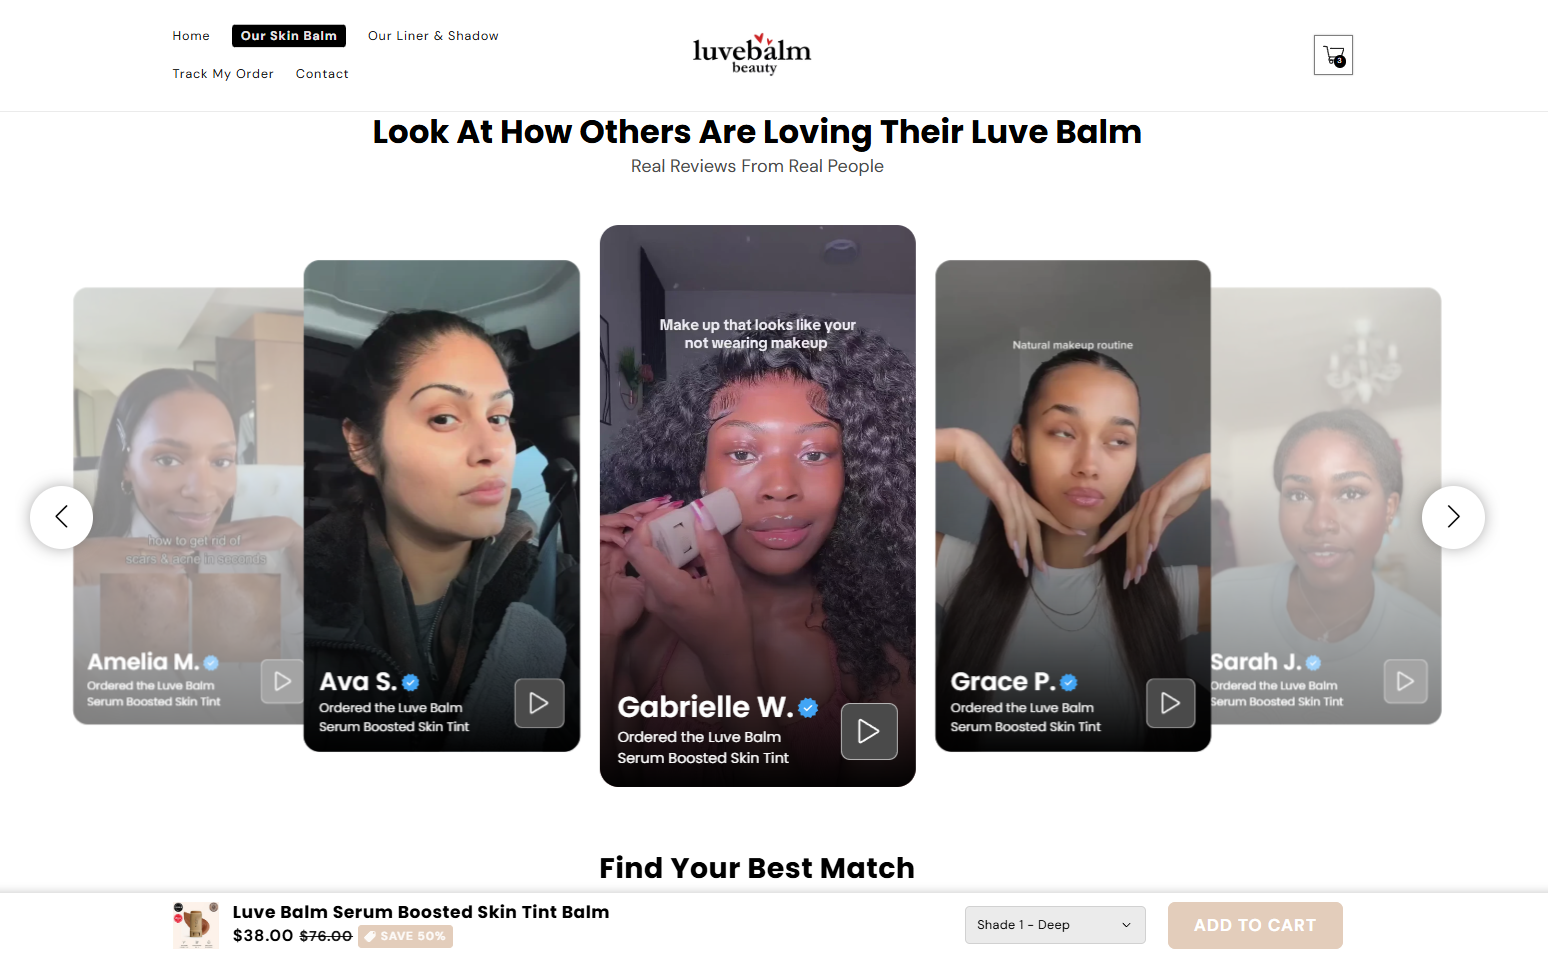 Home
Our Skin Balm
Our Liner & Shadow
Track My Order
Contact
luvebalm
beauty
3
Look At How Others Are Loving Their Luve Balm
Real Reviews From Real People
how to get rid of
scars & acne in seconds
Amelia M.
Ordered the Luve Balm
Serum Boosted Skin Tint
Ava S.
Ordered the Luve Balm
Serum Boosted Skin Tint
Make up that looks like your
not wearing makeup
Gabrielle W.
Ordered the Luve Balm
Serum Boosted Skin Tint
Natural makeup routine
Grace P.
Ordered the Luve Balm
Serum Boosted Skin Tint
Sarah J.
Ordered the Luve Balm
Serum Boosted Skin Tint
Find Your Best Match
Luve Balm Serum Boosted Skin Tint Balm
$38.00 $76.00 SAVE 50%
Shade 1 - Deep
ADD TO CART